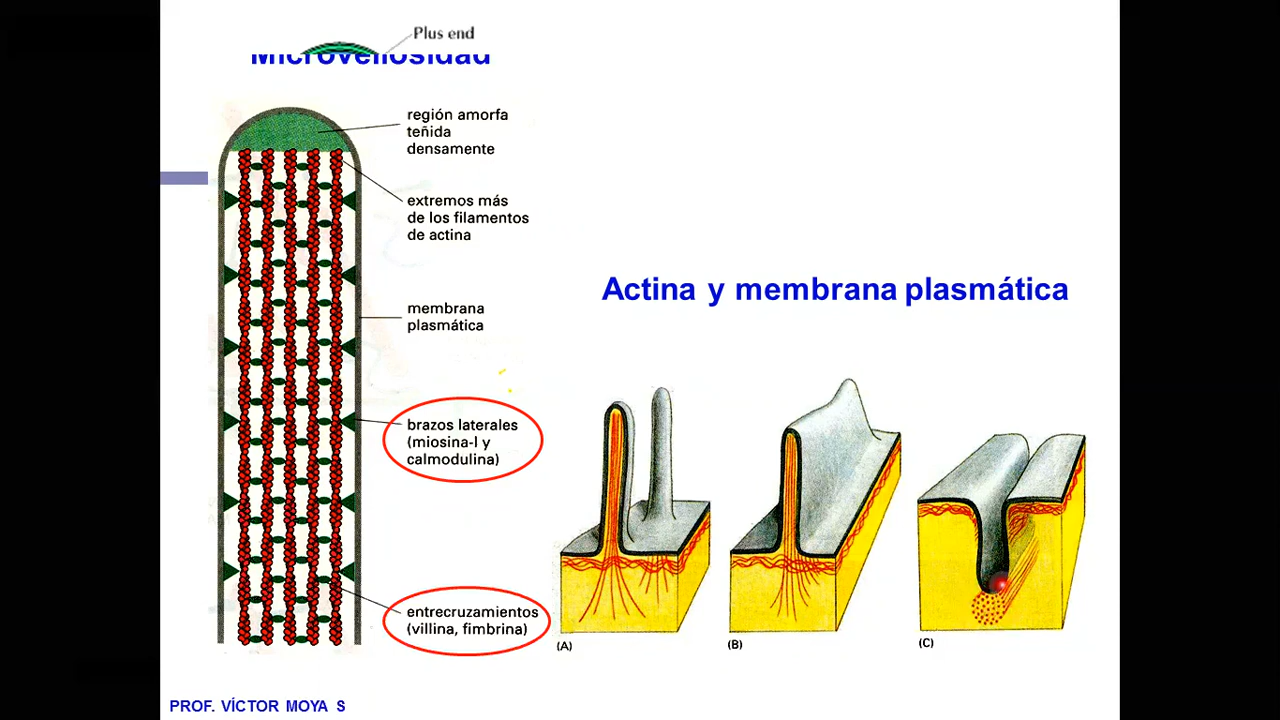 Plus end
Microvellosidad
región amorfa
teñida
densamente
extremos más
de los filamentos
de actina
Actina y membrana plasmática
membrana
plasmática
brazos laterales
(miosina-I y
calmodulina)
entrecruzamientos
(villina, fimbrina)
(A)
(B)
(C)
PROF. VÍCTOR MOYA S